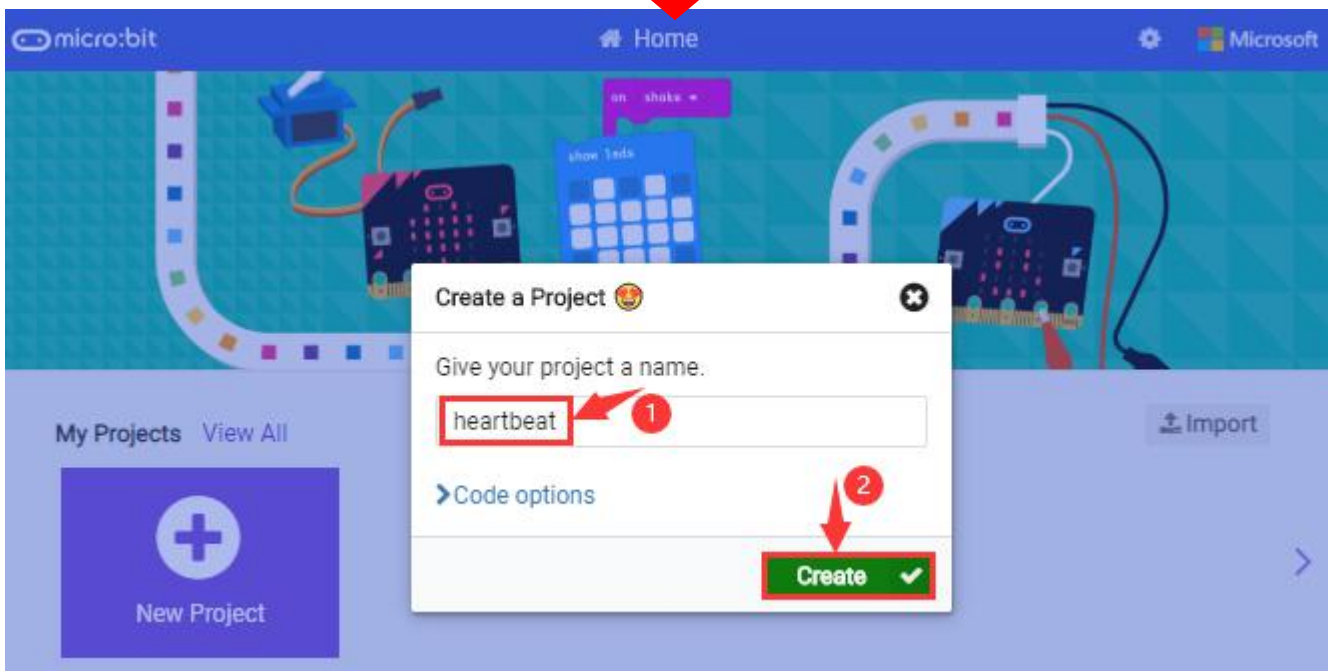 micro:bit
Home
Microsoft
on shake
show leds
Create a Project
Give your project a name.
heartbeat
1
My Projects View All
Import
Code options
2
Create
New Project